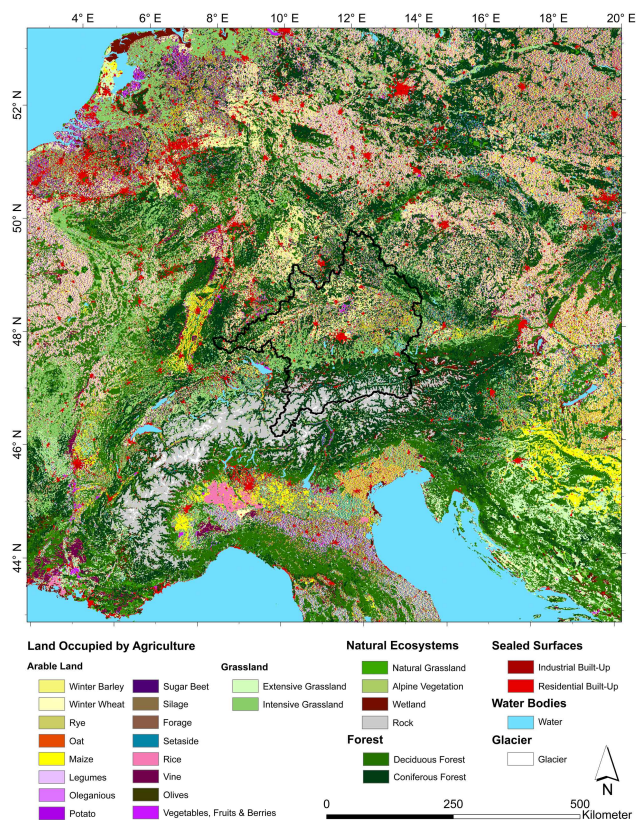 4° E 6° E 8° E 10° E 12° E 14° E 16° E 18° E 20° E
52° N
50° N
48° N
46° N
44° N
Land Occupied by Agriculture
Arable Land
Winter Barley
Winter Wheat
Rye
Oat
Maize
Legumes
Oleganious
Potato
Sugar Beet
Silage
Forage
Setaside
Rice
Vine
Olives
Vegetables, Fruits & Berries
Grassland
Extensive Grassland
Intensive Grassland
Natural Ecosystems
Natural Grassland
Alpine Vegetation
Wetland
Rock
Forest
Deciduous Forest
Coniferous Forest
Sealed Surfaces
Industrial Built-Up
Residential Built-Up
Water Bodies
Water
Glacier
Glacier
N
0 250 500
Kilometer